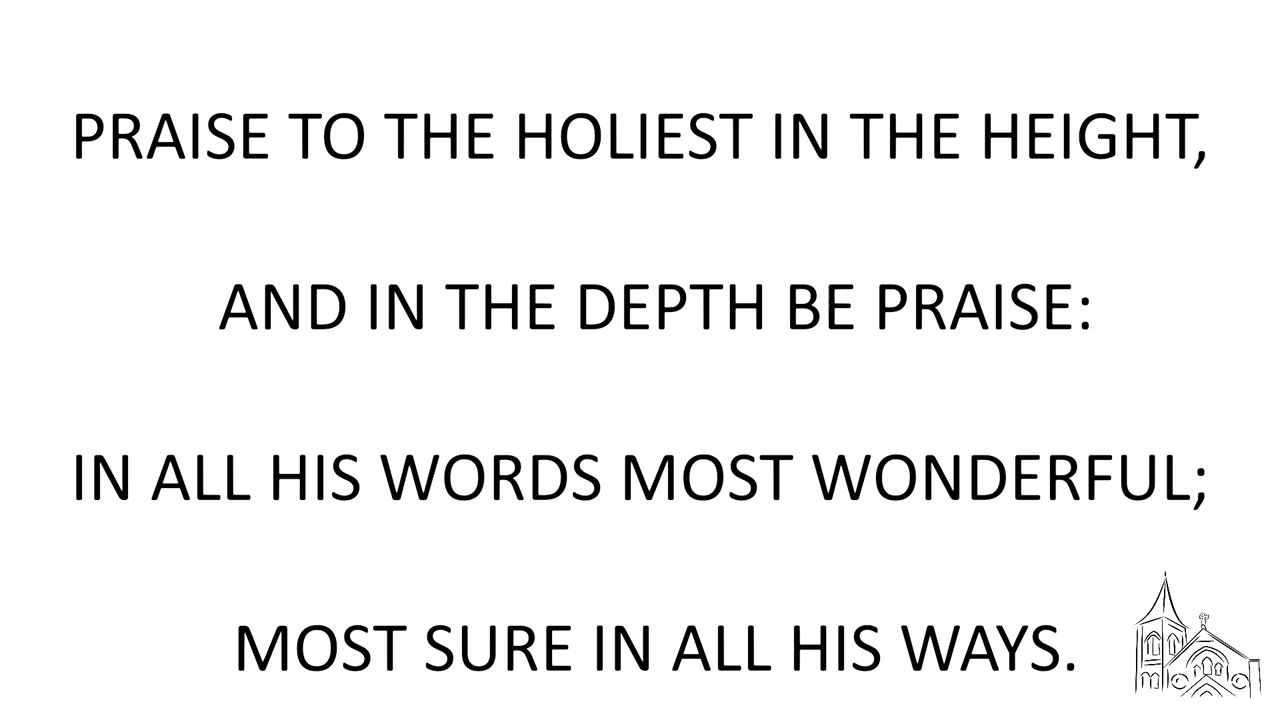 PRAISE TO THE HOLIEST IN THE HEIGHT,
AND IN THE DEPTH BE PRAISE:
IN ALL HIS WORDS MOST WONDERFUL;
MOST SURE IN ALL HIS WAYS.